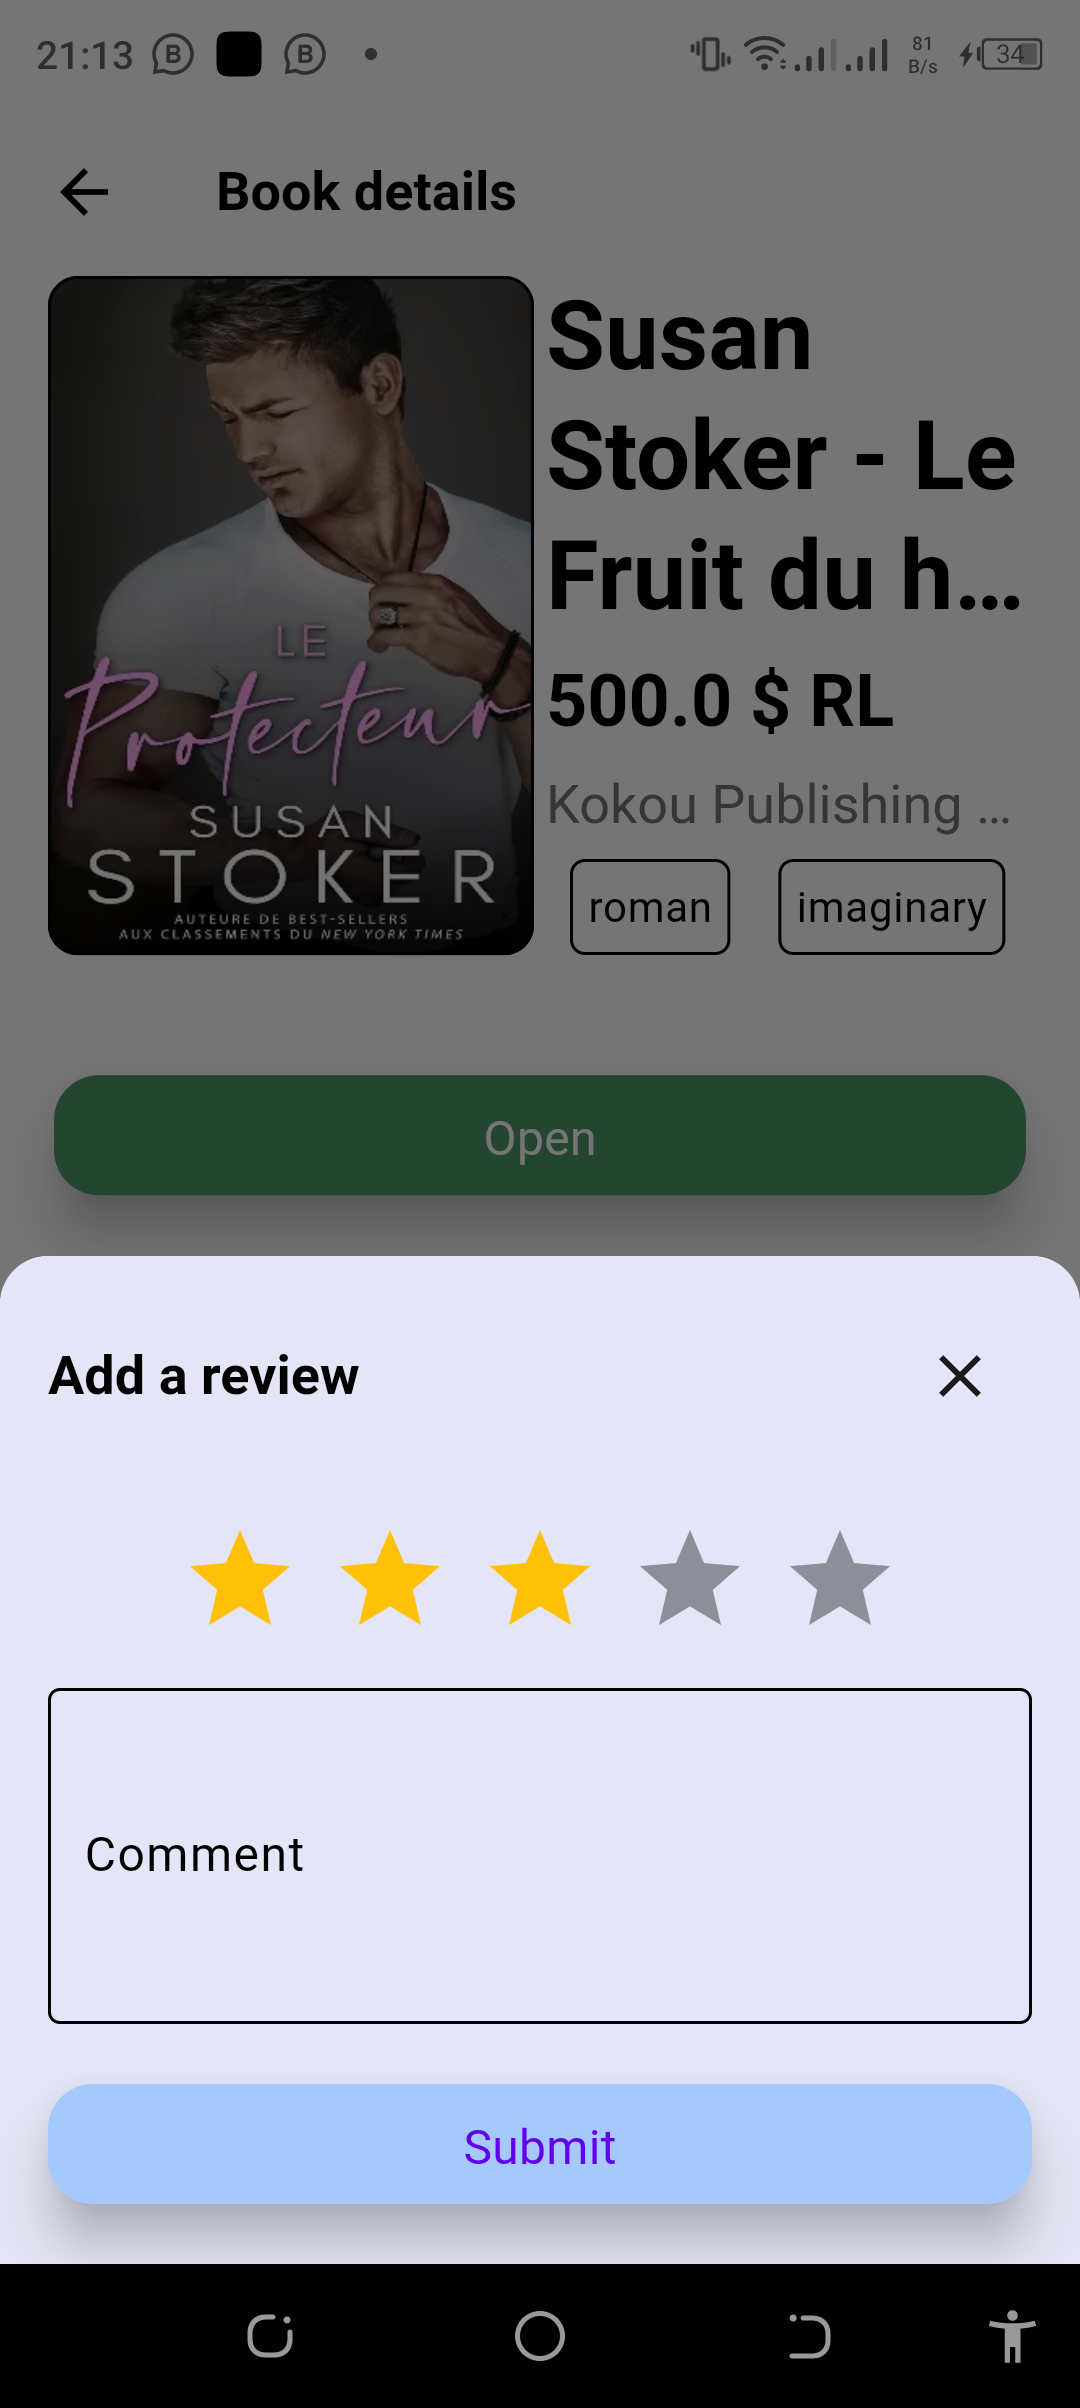 21:13
81
B/s
34
Book details
LE
Protecteur
SUSAN
STOKER
AUTEURE DE BEST-SELLERS
AUX CLASSEMENTS DU NEW YORK TIMES
Susan
Stoker - Le
Fruit du h...
500.0 $ RL
Kokou Publishing ...
roman imaginary
Open
Add a review
Comment
Submit